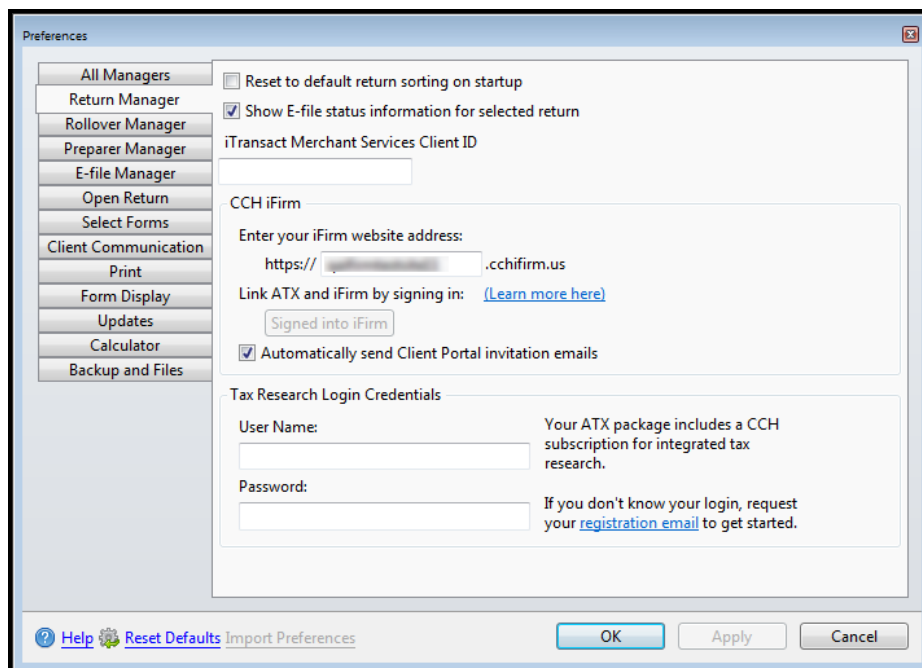 Preferences
All Managers
Return Manager
Rollover Manager
Preparer Manager
E-file Manager
Open Return
Select Forms
Client Communication
Print
Form Display
Updates
Calculator
Backup and Files
Reset to default return sorting on startup
Show E-file status information for selected return
iTransact Merchant Services Client ID
CCH iFirm
Enter your iFirm website address:
https:// .cchifirm.us
Link ATX and iFirm by signing in: (Learn more here)
Signed into iFirm
Automatically send Client Portal invitation emails
Tax Research Login Credentials
User Name:
Password:
Your ATX package includes a CCH
subscription for integrated tax
research.
If you don't know your login, request
your registration email to get started.
Help Reset Defaults Import Preferences OK Apply Cancel